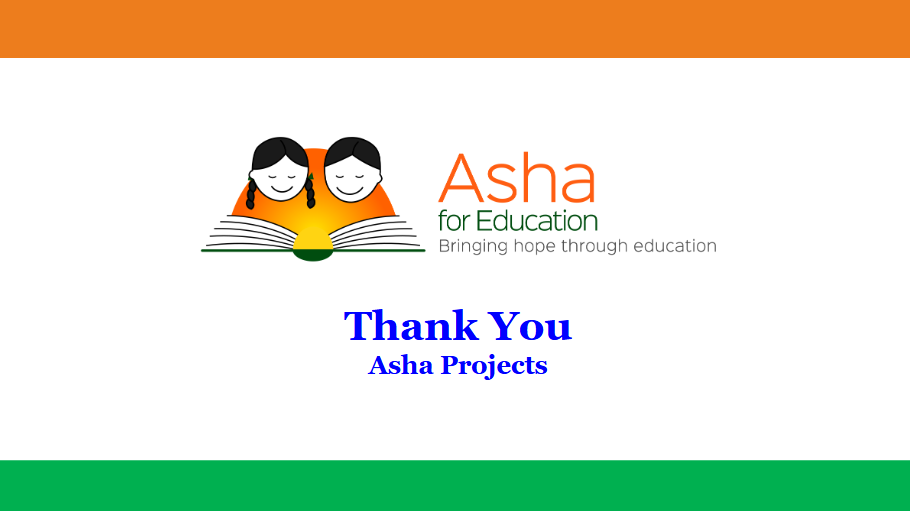 Asha
for Education
Bringing hope through education
Thank You
Asha Projects